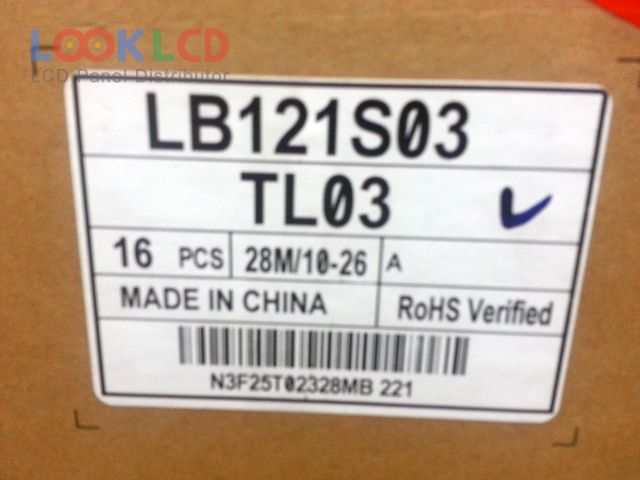 LOOKLCD
LCD Panel Distributor
LB121S03
TL03
16 PCS 28M/10-26 A
MADE IN CHINA RoHS Verified
N3F25T02328MB 221